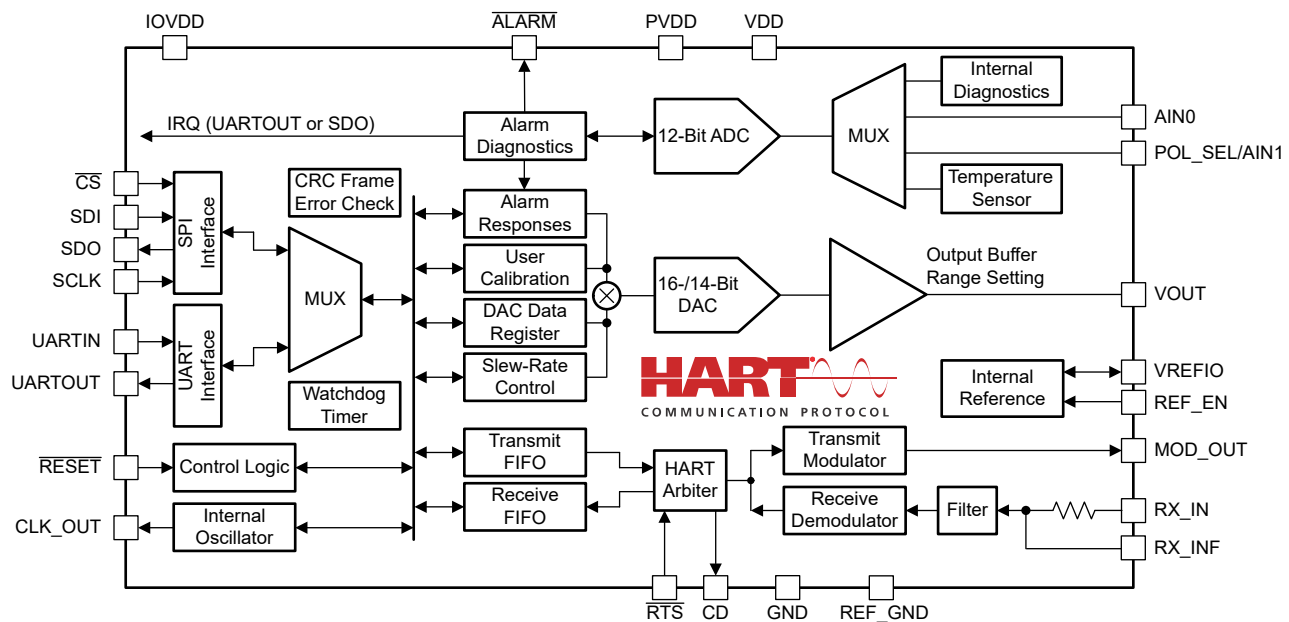 IOVDD
ALARM
PVDD
VDD
IRQ (UARTOUT or SDO)
Alarm
Diagnostics
12-Bit ADC
MUX
Internal
Diagnostics
AIN0
POL_SEL/AIN1
Temperature
Sensor
CS
SDI
SDO
SCLK
SPI
Interface
CRC Frame
Error Check
MUX
Alarm
Responses
User
Calibration
DAC Data
Register
Slew-Rate
Control
16-/14-Bit
DAC
Output Buffer
Range Setting
VOUT
UARTIN
UARTOUT
UART
Interface
Watchdog
Timer
HART
COMMUNICATION PROTOCOL
Internal
Reference
VREFIO
REF_EN
RESET
Control Logic
CLK_OUT
Internal
Oscillator
Transmit
FIFO
Receive
FIFO
HART
Arbiter
Transmit
Modulator
MOD_OUT
Receive
Demodulator
Filter
RX_IN
RX_INF
RTS
CD
GND
REF_GND